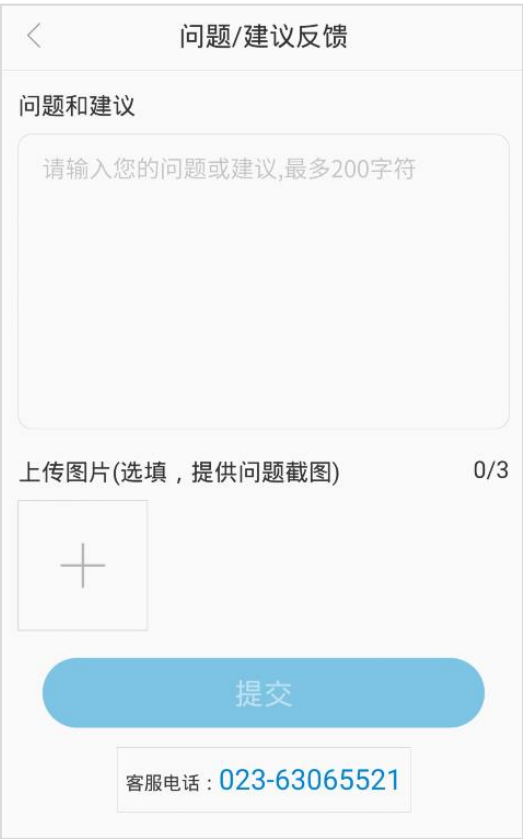 问题/建议反馈
问题和建议
请输入您的问题或建议,最多200字符
上传图片(选填，提供问题截图) 0/3
提交
客服电话：023-63065521